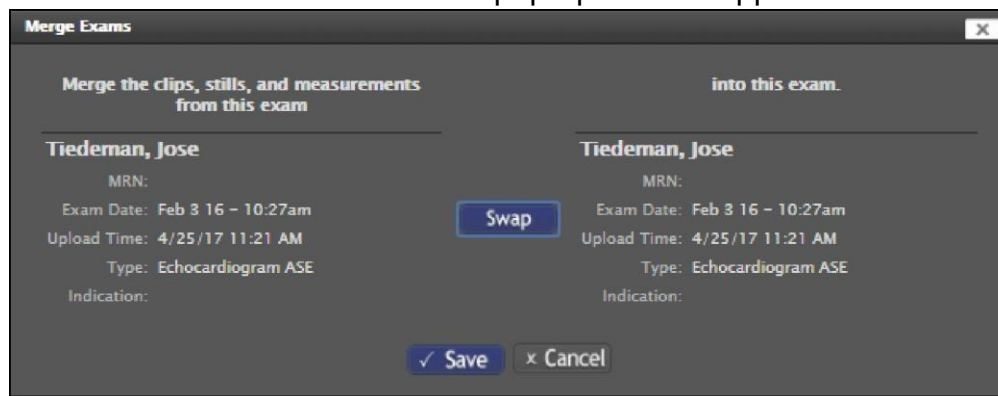 Merge Exams
Merge the clips, stills, and measurements
from this exam
into this exam.
Tiedeman, Jose
MRN:
Exam Date: Feb 3 16 - 10:27am
Upload Time: 4/25/17 11:21 AM
Type: Echocardiogram ASE
Indication:
Swap
Tiedeman, Jose
MRN:
Exam Date: Feb 3 16 - 10:27am
Upload Time: 4/25/17 11:21 AM
Type: Echocardiogram ASE
Indication:
✓ Save
x Cancel